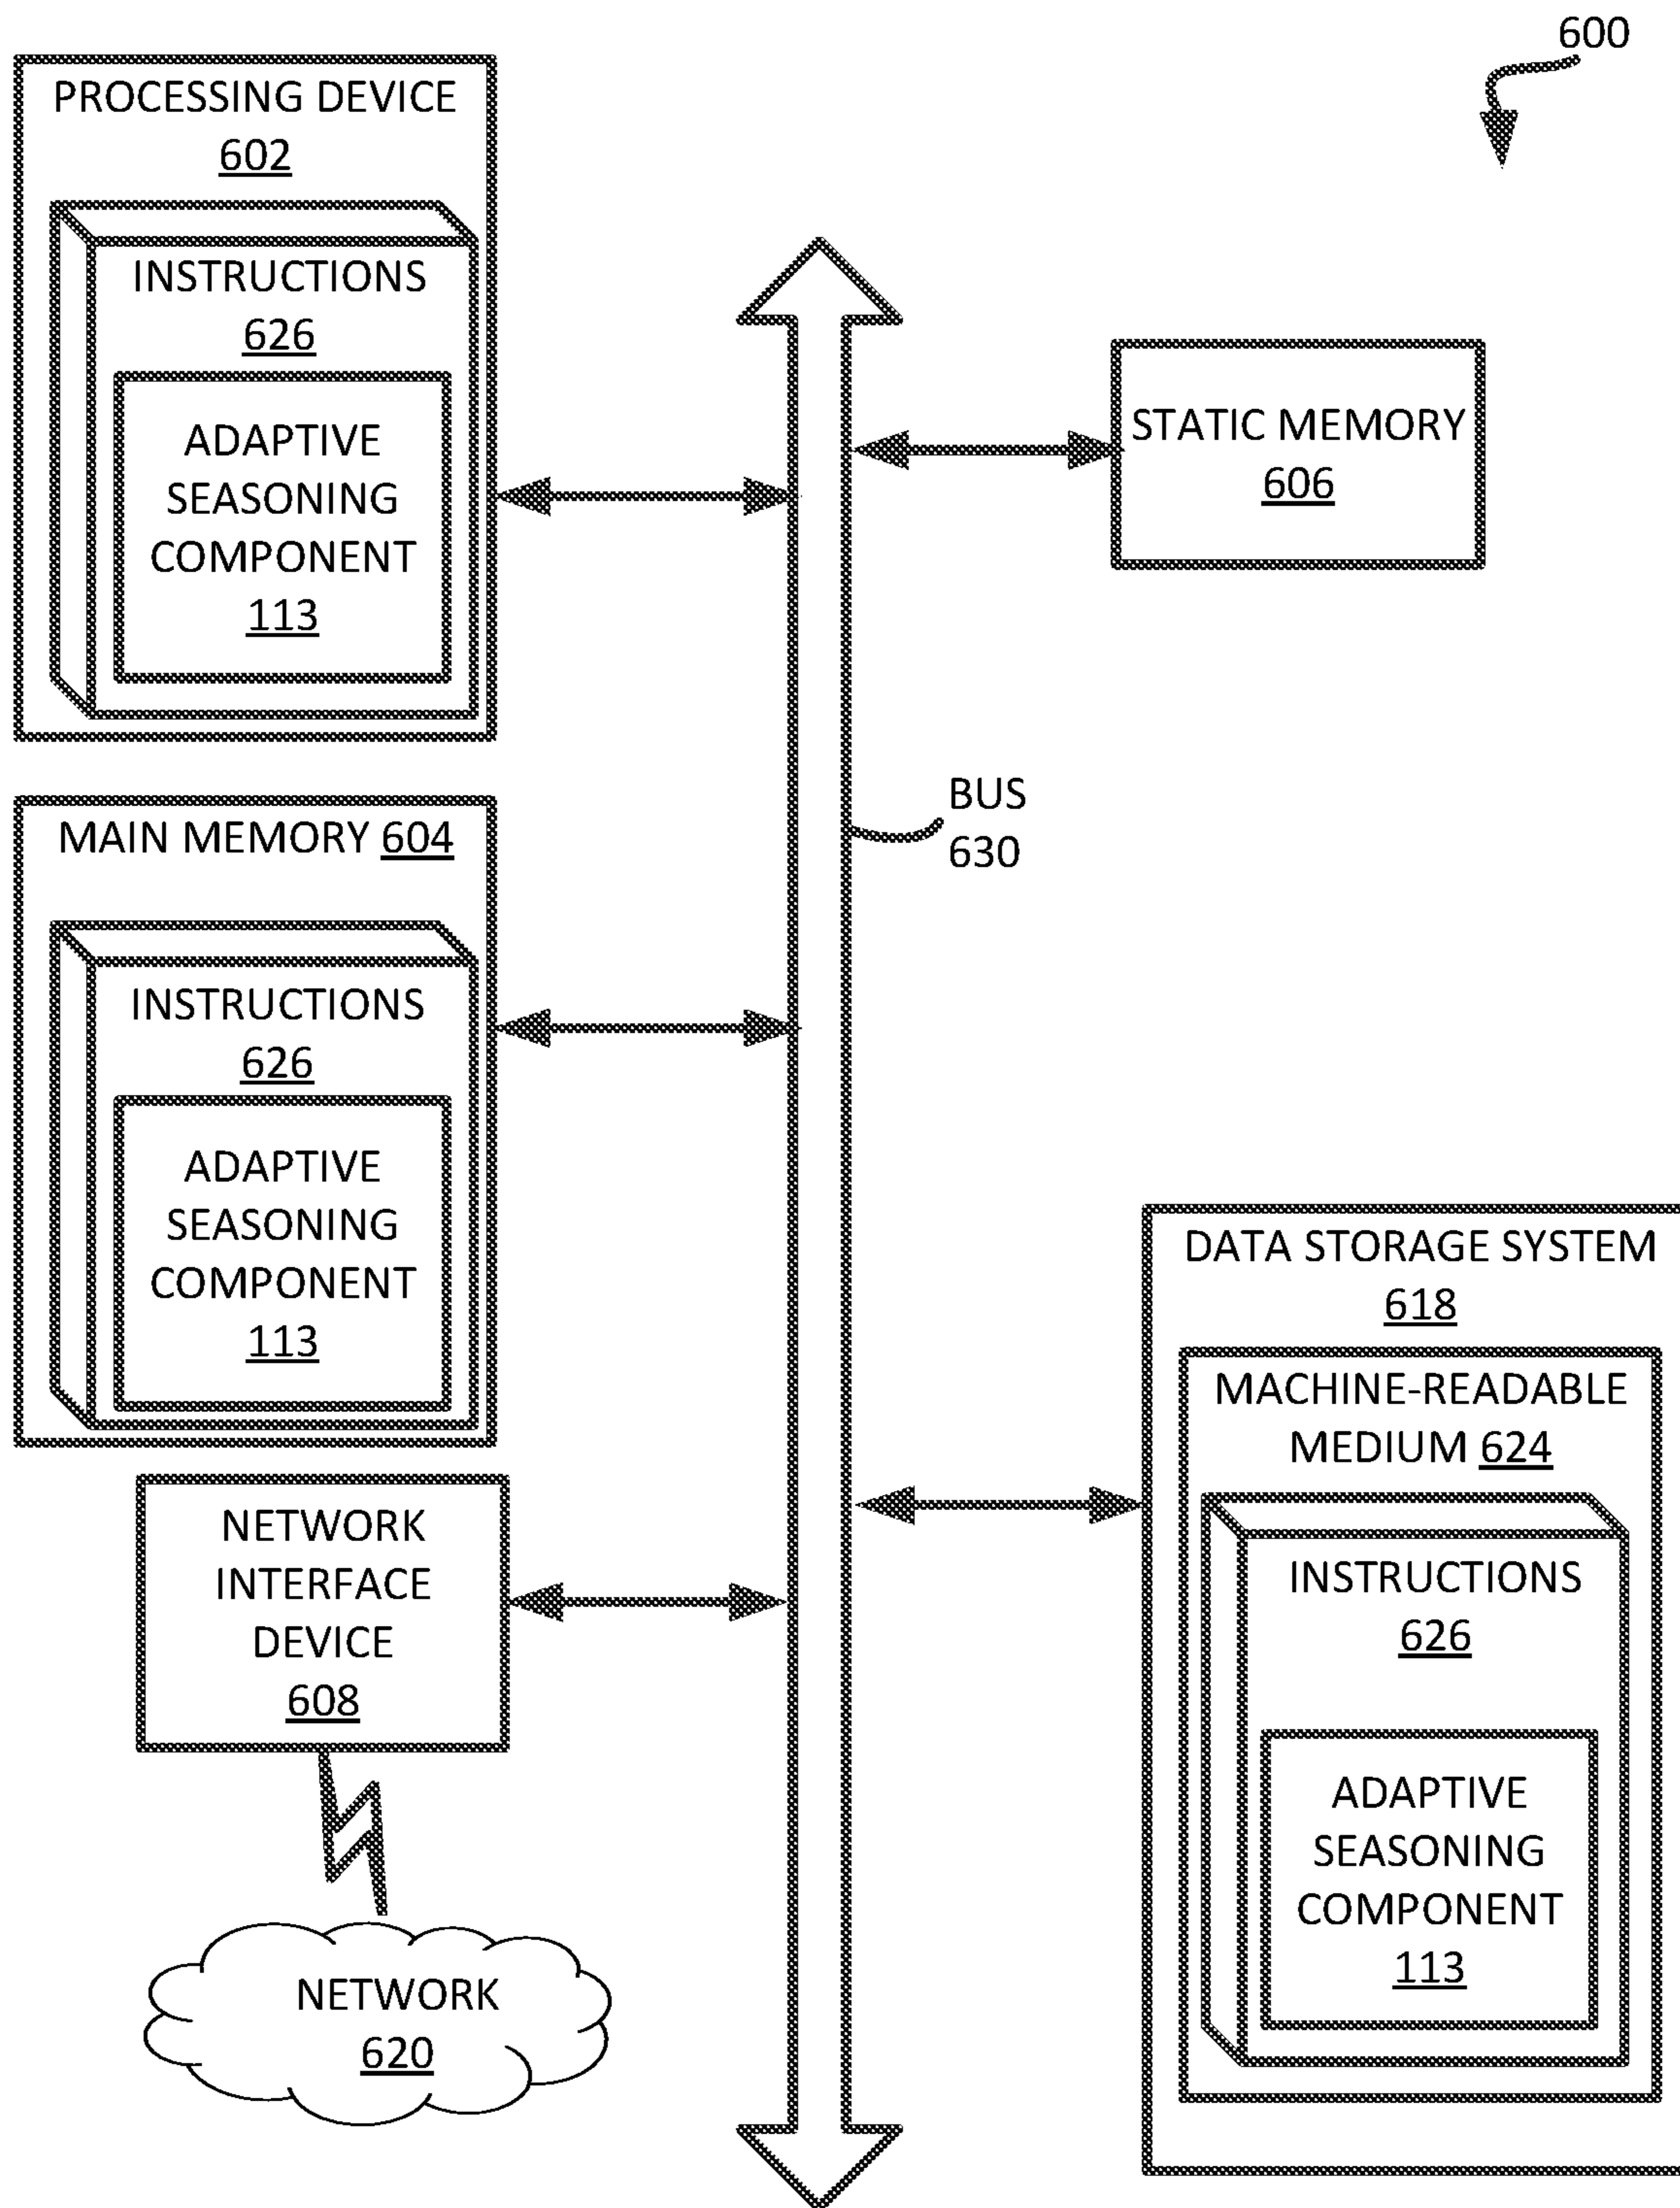 600
PROCESSING DEVICE
602
INSTRUCTIONS
626
ADAPTIVE
SEASONING
COMPONENT
113
STATIC MEMORY
606
BUS
630
MAIN MEMORY 604
INSTRUCTIONS
626
ADAPTIVE
SEASONING
COMPONENT
113
DATA STORAGE SYSTEM
618
MACHINE-READABLE
MEDIUM 624
INSTRUCTIONS
626
ADAPTIVE
SEASONING
COMPONENT
113
NETWORK
INTERFACE
DEVICE
608
NETWORK
620